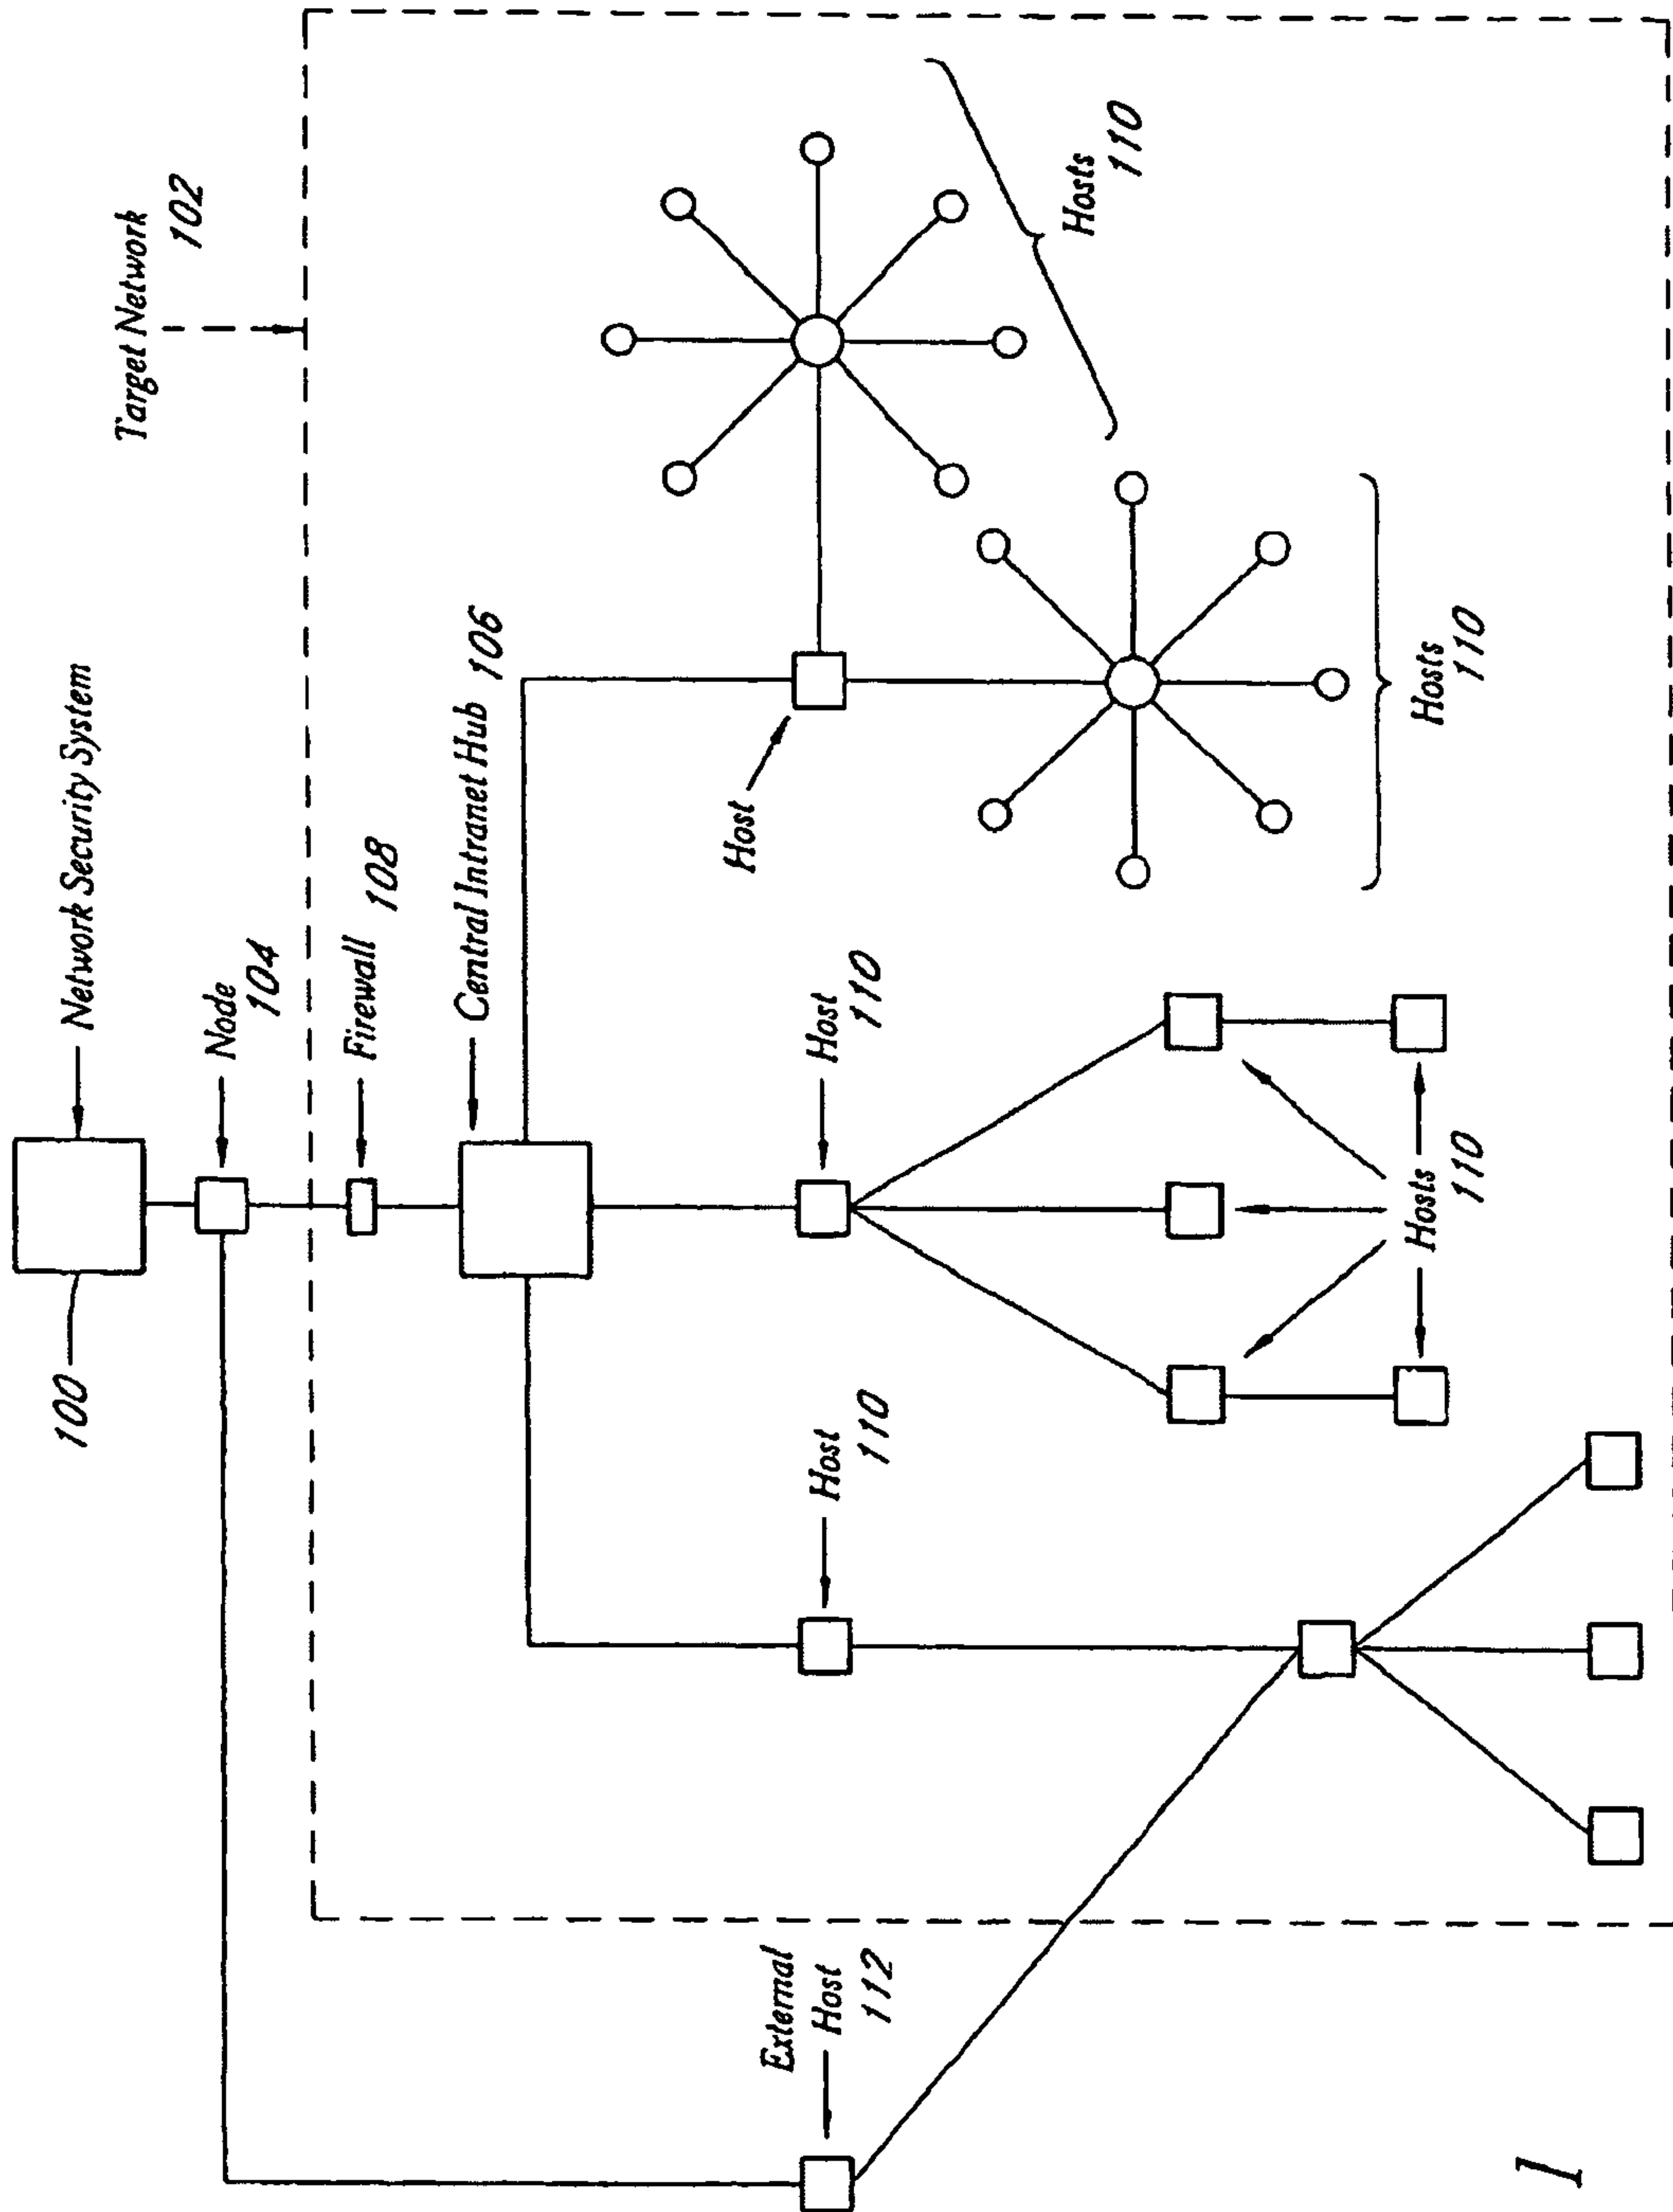 Network Security System
100
Node
104
Target Network
102
Firewall
108
Central Intranet Hub
106
External
Host
112
Host
110
Host
110
Host
Hosts
110
Hosts
110
Hosts
110
1